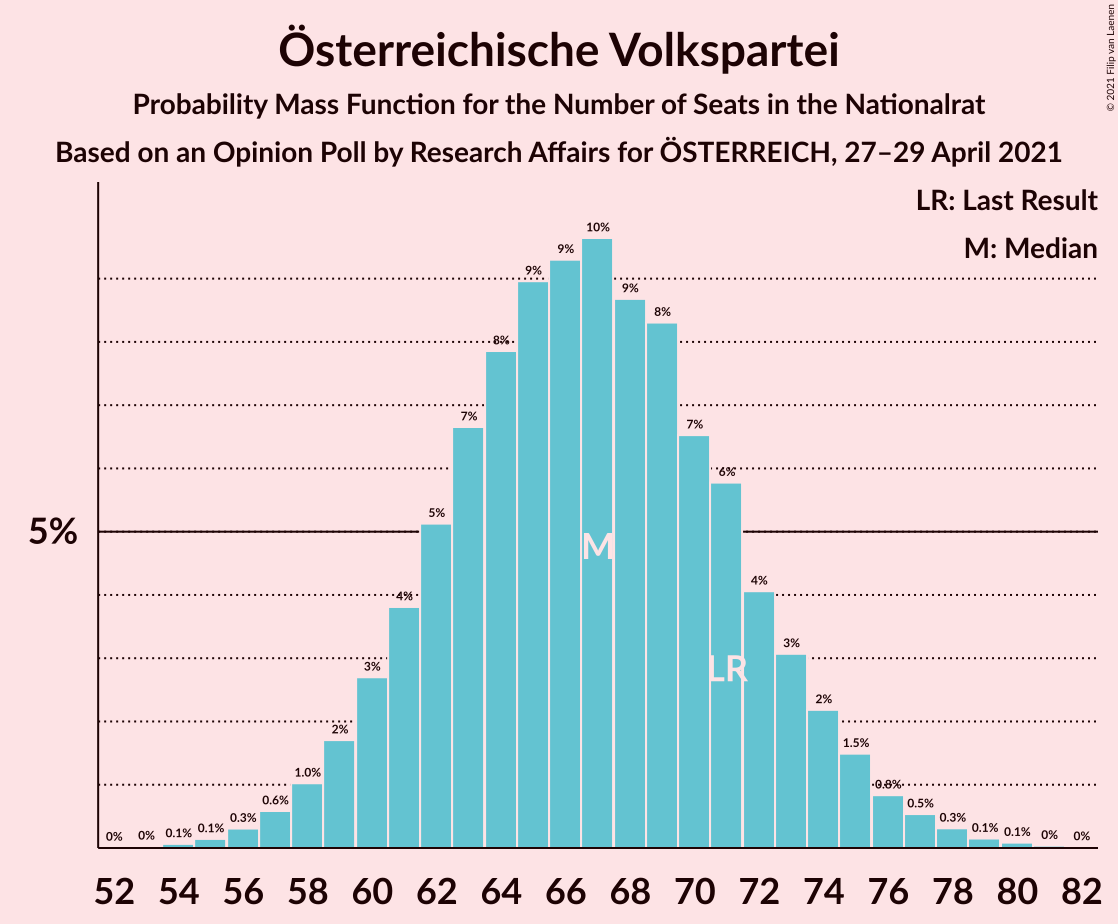 Österreichische Volkspartei
Probability Mass Function for the Number of Seats in the Nationalrat
Based on an Opinion Poll by Research Affairs for ÖSTERREICH, 27–29 April 2021
© 2021 Filip van Laenen
LR: Last Result
M: Median
5%
0% 0% 0.1% 0.1% 0.3% 0.6% 1.0% 2% 3% 4% 5% 7% 8% 9% 9% 10% 9% 8% 7% 6% 4% 3% 2% 1.5% 0.8% 0.5% 0.3% 0.1% 0.1% 0% 0%
M
LR
52 54 56 58 60 62 64 66 68 70 72 74 76 78 80 82